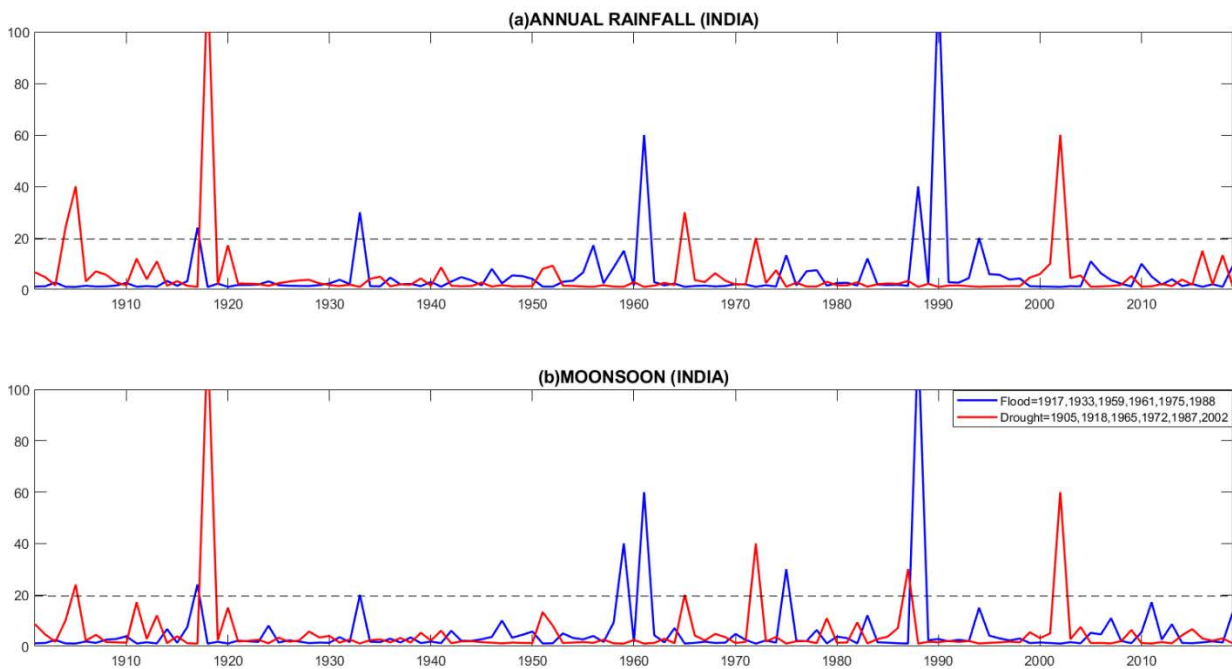 (a)ANNUAL RAINFALL (INDIA)
100
80
60
40
20
0
1910 1920 1930 1940 1950 1960 1970 1980 1990 2000 2010
(b)MOONSOON (INDIA)
100
80
60
40
20
0
Flood=1917,1933,1959,1961,1975,1988
Drought=1905,1918,1965,1972,1987,2002
1910 1920 1930 1940 1950 1960 1970 1980 1990 2000 2010